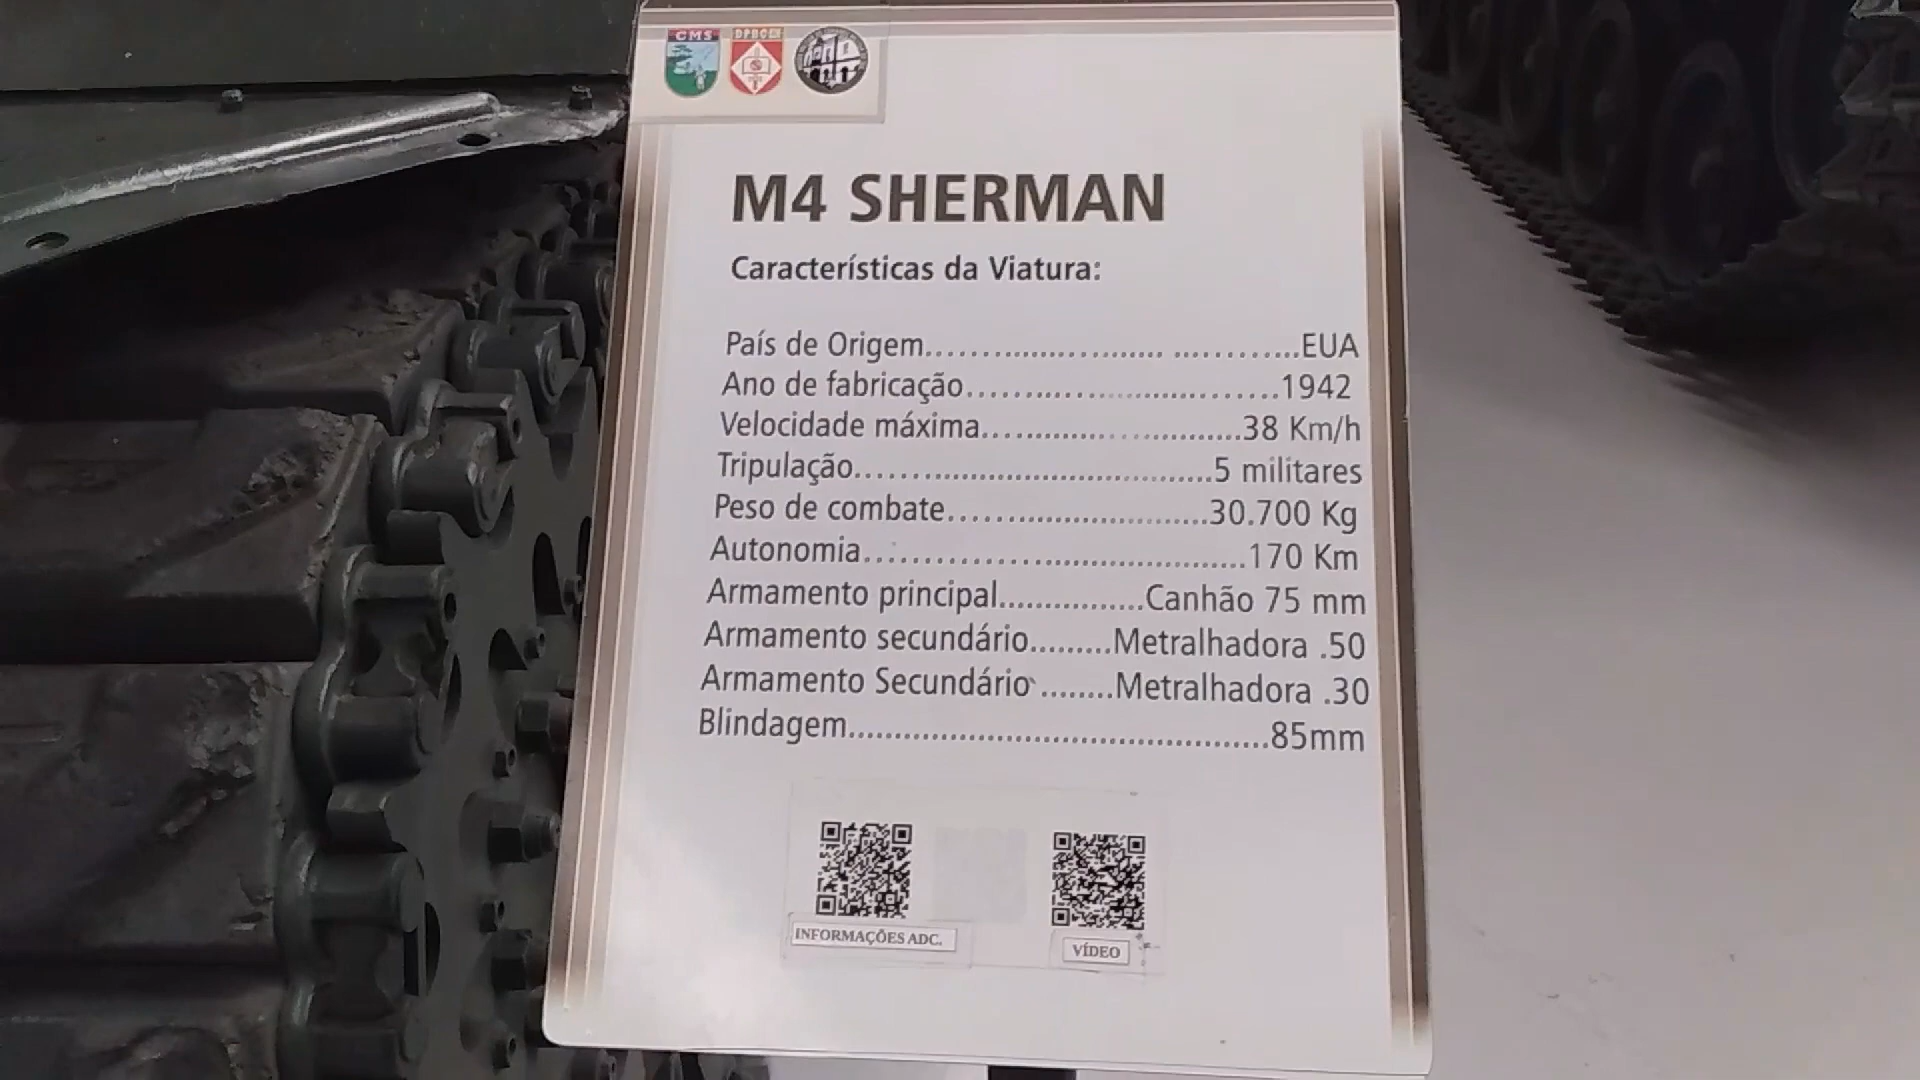 CMS
M4 SHERMAN
Características da Viatura:
País de Origem...................................EUA
Ano de fabricação...................................1942
Velocidade máxima...................................38 Km/h
Tripulação...................................5 militares
Peso de combate...................................30.700 Kg
Autonomia...................................170 Km
Armamento principal................Canhão 75 mm
Armamento secundário.........Metralhadora .50
Armamento Secundário ........Metralhadora .30
Blindagem...................................85mm
INFORMAÇÕES ADC.
VÍDEO